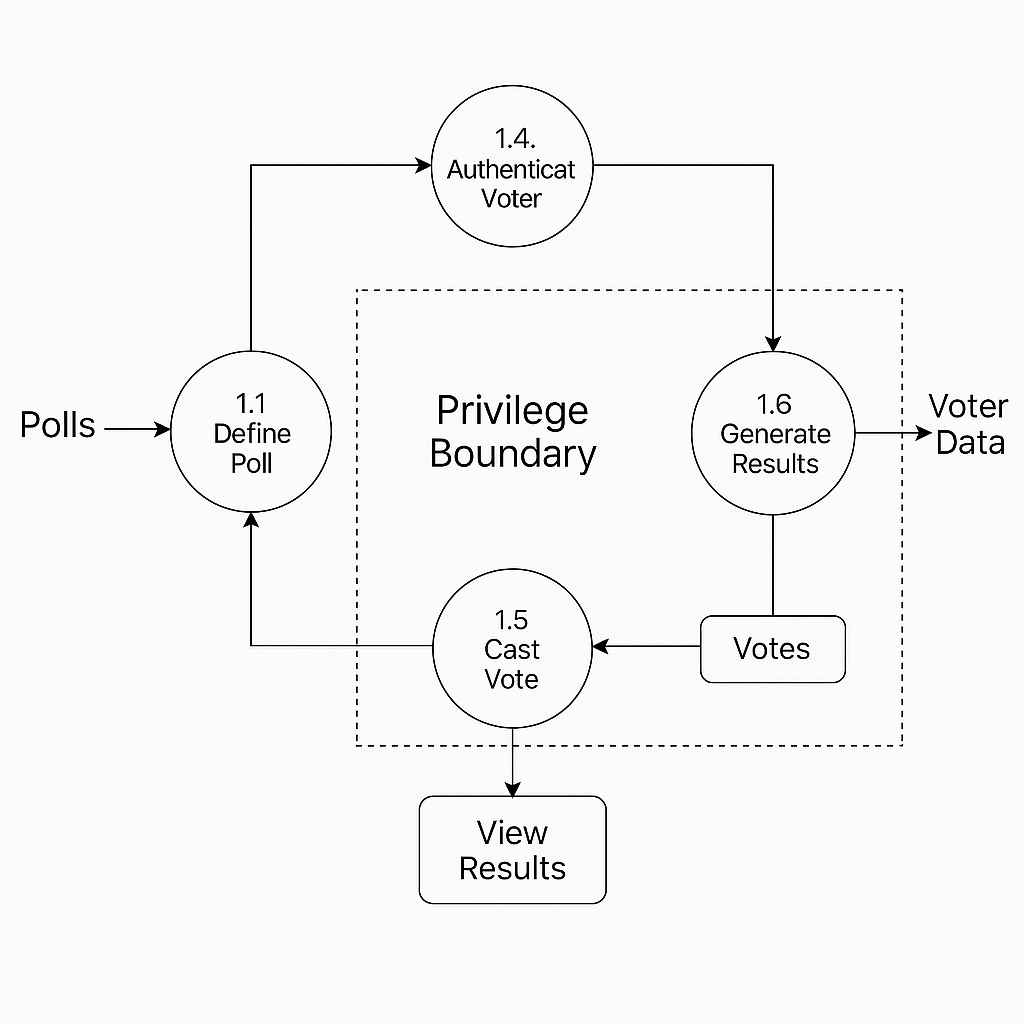 1.4.
Authenticat
Voter
Polls
1.1
Define
Poll
Privilege
Boundary
1.6
Generate
Results
Voter
Data
1.5
Cast
Vote
Votes
View
Results